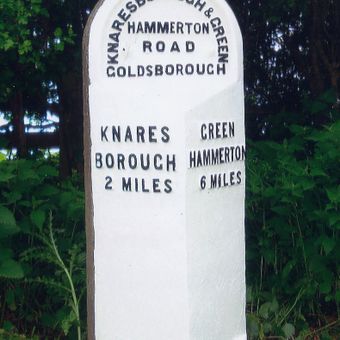 KNARESBOROUGH & GREEN
HAMMERTON
ROAD
GOLDSBOROUGH
KNARES
BOROUGH
2 MILES
GREEN
HAMMERTON
6 MILES